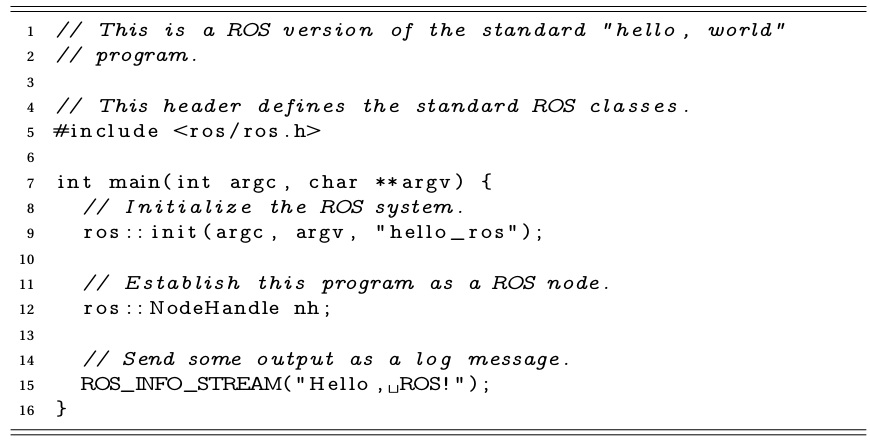 1 // This is a ROS version of the standard "hello, world"
2 // program.
3
4 // This header defines the standard ROS classes.
5 #include <ros/ros.h>
6
7 int main(int argc, char **argv) {
8   // Initialize the ROS system.
9   ros::init(argc, argv, "hello_ros");
10
11   // Establish this program as a ROS node.
12   ros::NodeHandle nh;
13
14   // Send some output as a log message.
15   ROS_INFO_STREAM("Hello,␣ROS!");
16 }